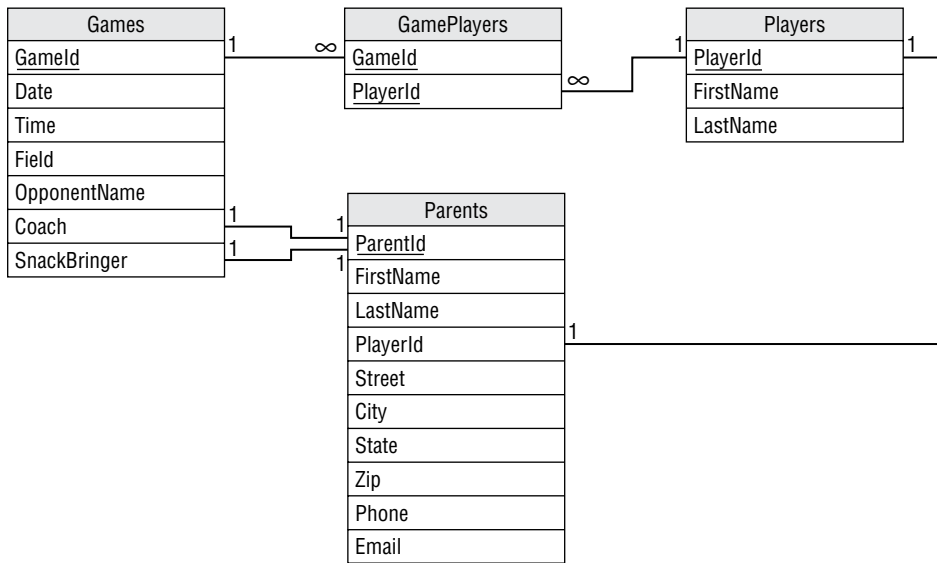 Games
GameId
Date
Time
Field
OpponentName
Coach
SnackBringer
1
∞
GamePlayers
GameId
PlayerId
∞
1
Players
PlayerId
FirstName
LastName
1
1
1
1
1
Parents
ParentId
FirstName
LastName
PlayerId
Street
City
State
Zip
Phone
Email
1